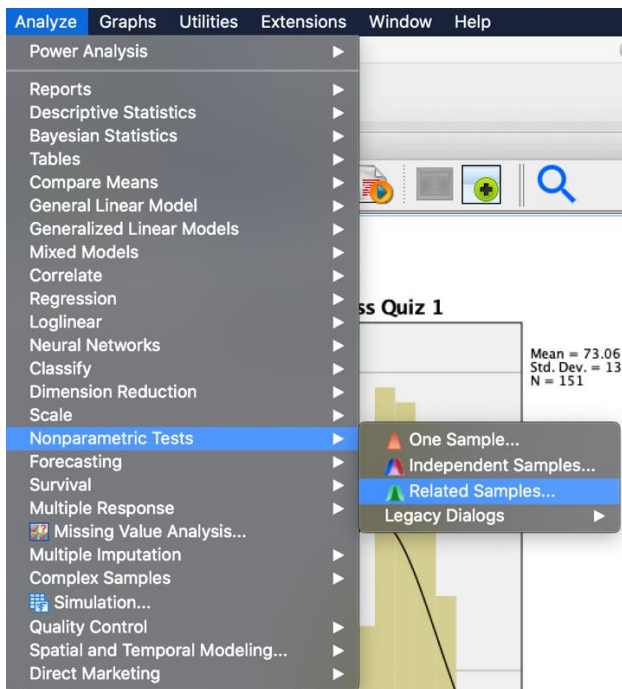 Analyze Graphs Utilities Extensions Window Help
Power Analysis
Reports
Descriptive Statistics
Bayesian Statistics
Tables
Compare Means
General Linear Model
Generalized Linear Models
Mixed Models
Correlate
Regression
Loglinear
Neural Networks
Classify
Dimension Reduction
Scale
Nonparametric Tests
Forecasting
Survival
Multiple Response
Missing Value Analysis...
Multiple Imputation
Complex Samples
Simulation...
Quality Control
Spatial and Temporal Modeling...
Direct Marketing
One Sample...
Independent Samples...
Related Samples...
Legacy Dialogs
ss Quiz 1
Mean = 73.06
Std. Dev. = 13
N = 151